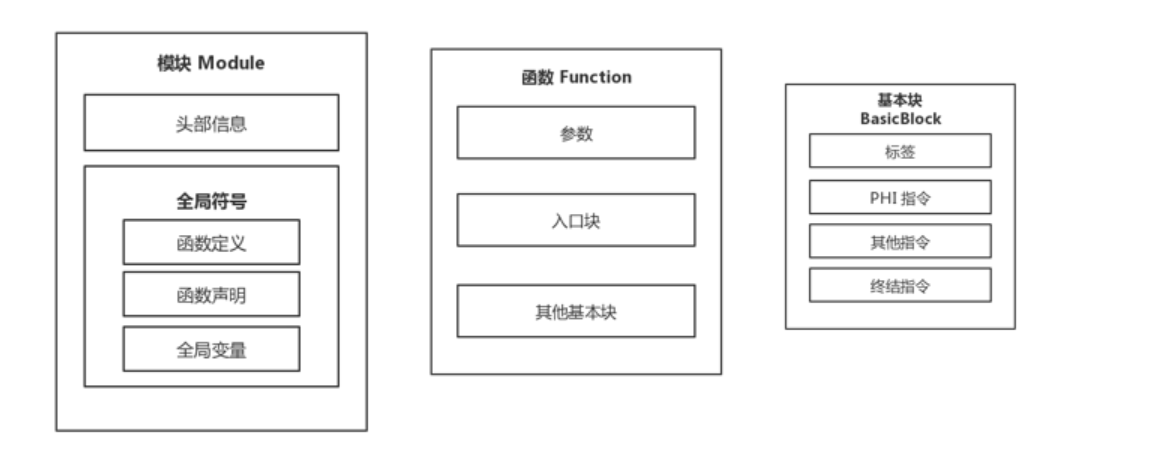 模块 Module
头部信息
全局符号
函数定义
函数声明
全局变量
函数 Function
参数
入口块
其他基本块
基本块
BasicBlock
标签
PHI 指令
其他指令
终结指令